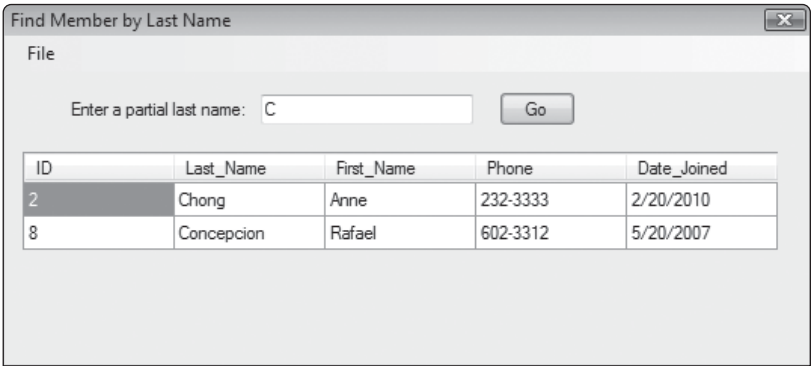 Find Member by Last Name
File
Enter a partial last name: C Go
ID Last_Name First_Name Phone Date_Joined
2 Chong Anne 232-3333 2/20/2010
8 Concepcion Rafael 602-3312 5/20/2007